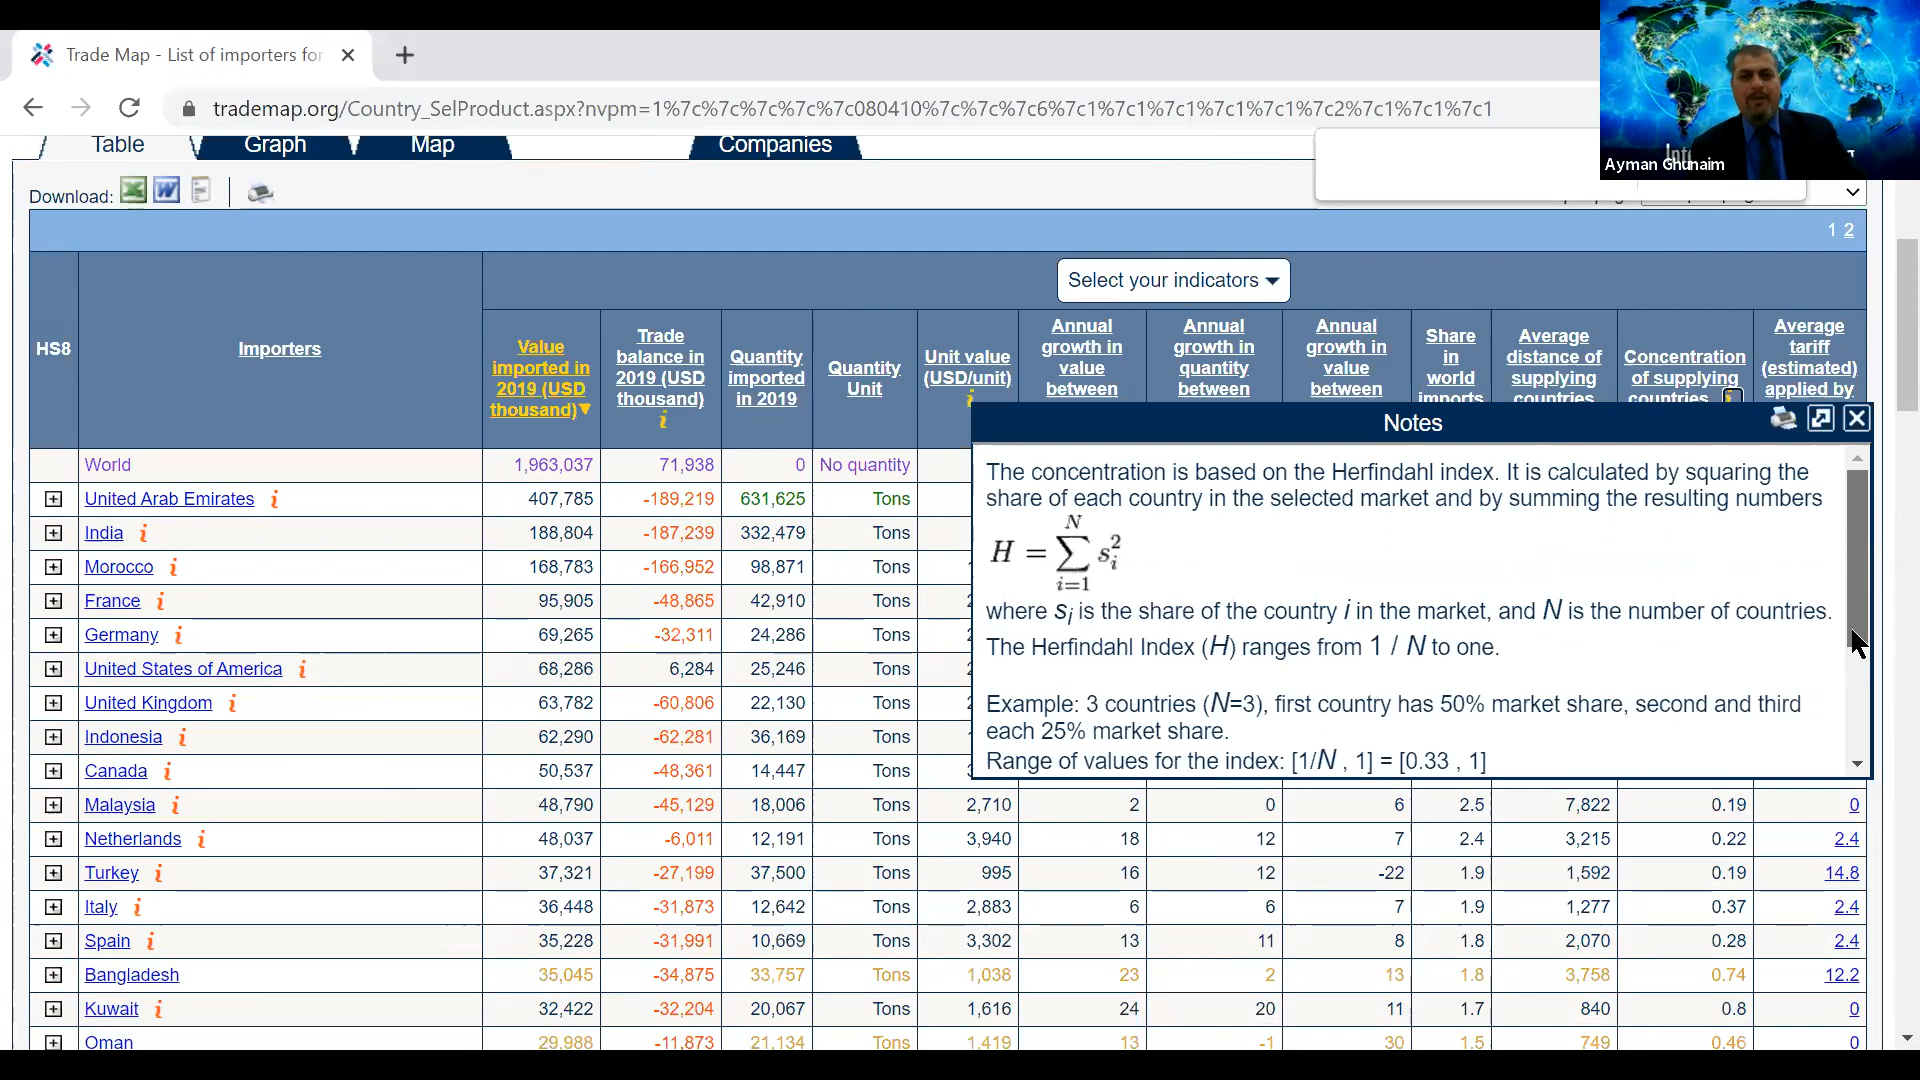 Trade Map - List of importers for
trademap.org/Country_SelProduct.aspx?nvpm=1%7c%7c%7c%7c%7c080410%7c%7c%7c6%7c1%7c1%7c1%7c1%7c1%7c2%7c1%7c1%7c1
Ayman Ghunaim
Table Graph Map Companies
Download:
1 2
Select your indicators
HS8
Importers
Value imported in 2019 (USD thousand)▼
Trade balance in 2019 (USD thousand) i
Quantity imported in 2019
Quantity Unit
Unit value (USD/unit) i
Annual growth in value between
Annual growth in quantity between
Annual growth in value between
Share in world imports
Average distance of supplying countries
Concentration of supplying countries i
Average tariff (estimated) applied by
World 1,963,037 71,938 0 No quantity
+ United Arab Emirates i 407,785 -189,219 631,625 Tons
+ India i 188,804 -187,239 332,479 Tons
+ Morocco i 168,783 -166,952 98,871 Tons
+ France i 95,905 -48,865 42,910 Tons
+ Germany i 69,265 -32,311 24,286 Tons
+ United States of America i 68,286 6,284 25,246 Tons
+ United Kingdom i 63,782 -60,806 22,130 Tons
+ Indonesia i 62,290 -62,281 36,169 Tons
+ Canada i 50,537 -48,361 14,447 Tons
+ Malaysia i 48,790 -45,129 18,006 Tons 2,710 2 0 6 2.5 7,822 0.19 0
+ Netherlands i 48,037 -6,011 12,191 Tons 3,940 18 12 7 2.4 3,215 0.22 2.4
+ Turkey i 37,321 -27,199 37,500 Tons 995 16 12 -22 1.9 1,592 0.19 14.8
+ Italy i 36,448 -31,873 12,642 Tons 2,883 6 6 7 1.9 1,277 0.37 2.4
+ Spain i 35,228 -31,991 10,669 Tons 3,302 13 11 8 1.8 2,070 0.28 2.4
+ Bangladesh 35,045 -34,875 33,757 Tons 1,038 23 2 13 1.8 3,758 0.74 12.2
+ Kuwait i 32,422 -32,204 20,067 Tons 1,616 24 20 11 1.7 840 0.8 0
+ Oman 29,988 -11,873 21,134 Tons 1,419 13 -1 30 1.5 749 0.46 0
Notes
The concentration is based on the Herfindahl index. It is calculated by squaring the
share of each country in the selected market and by summing the resulting numbers
H = ∑_{i=1}^{N} s_i^2
where s_i is the share of the country i in the market, and N is the number of countries.
The Herfindahl Index (H) ranges from 1 / N to one.
Example: 3 countries (N=3), first country has 50% market share, second and third
each 25% market share.
Range of values for the index: [1/N , 1] = [0.33 , 1]